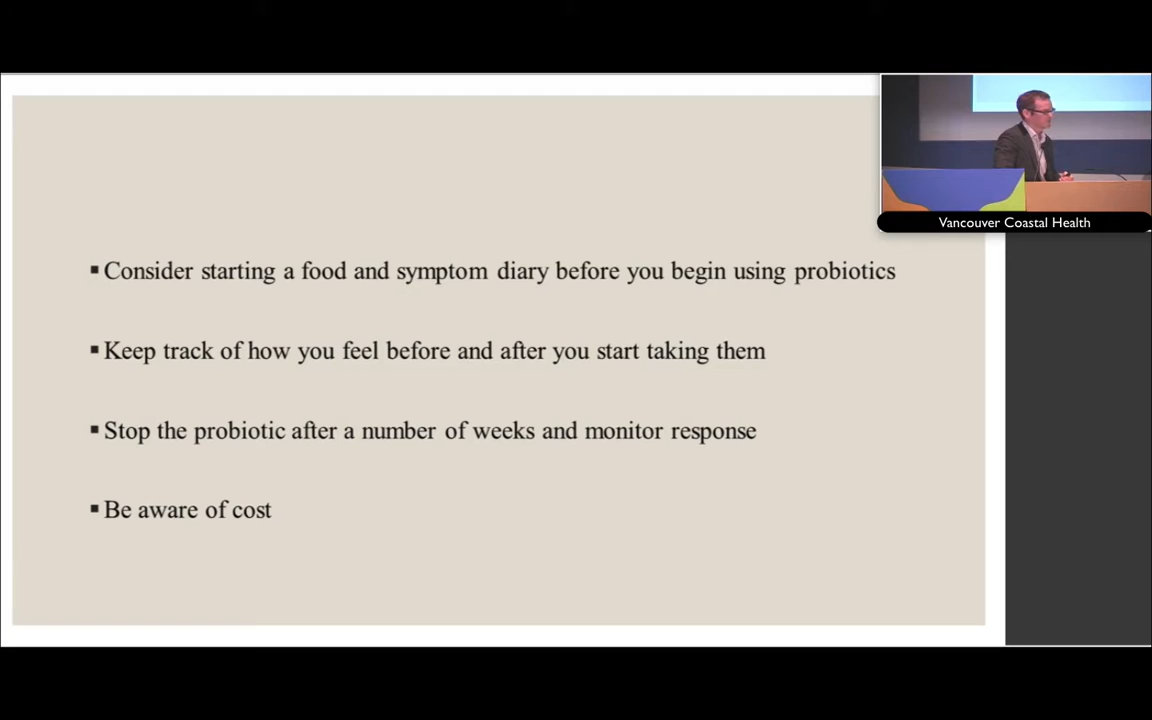 Vancouver Coastal Health
▪Consider starting a food and symptom diary before you begin using probiotics
▪Keep track of how you feel before and after you start taking them
▪Stop the probiotic after a number of weeks and monitor response
▪Be aware of cost